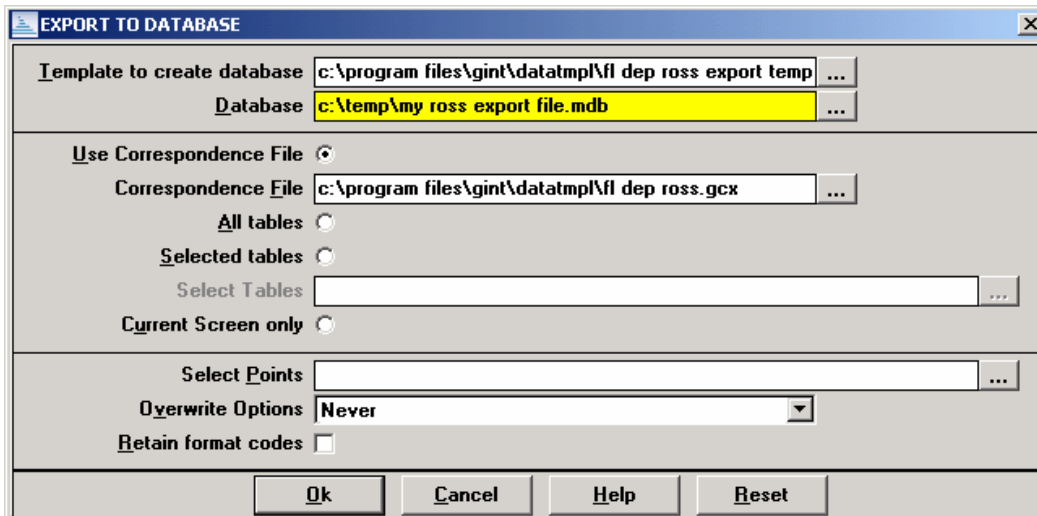 EXPORT TO DATABASE
Template to create database c:\program files\gint\datatmpl\fl dep ross export temp ...
Database c:\temp\my ross export file.mdb ...
Use Correspondence File
Correspondence File c:\program files\gint\datatmpl\fl dep ross.gcx ...
All tables
Selected tables
Select Tables ...
Current Screen only
Select Points ...
Overwrite Options Never
Retain format codes
Ok Cancel Help Reset